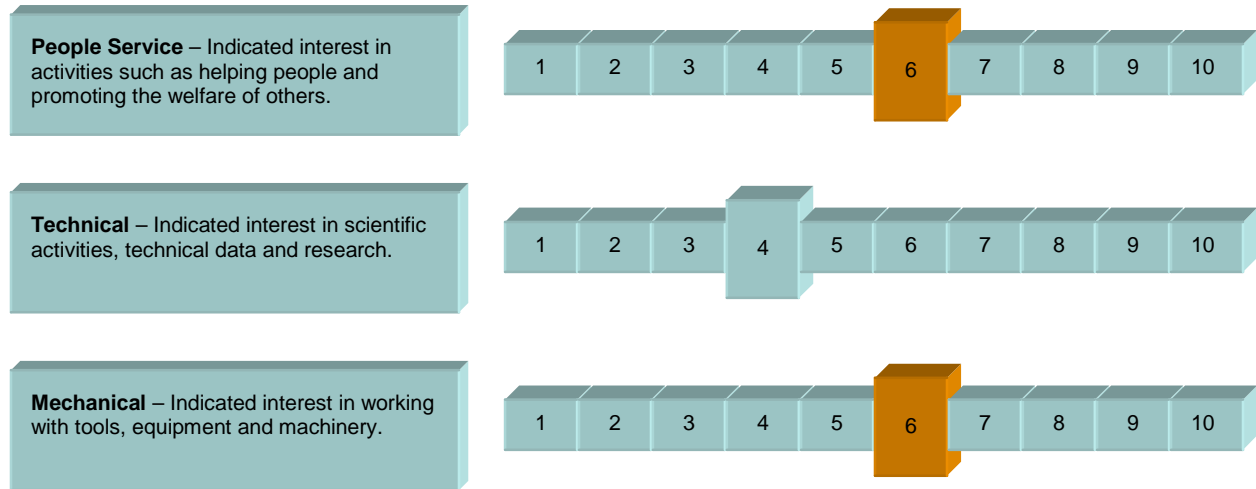 People Service – Indicated interest in
activities such as helping people and
promoting the welfare of others.
1 2 3 4 5 6 7 8 9 10
Technical – Indicated interest in scientific
activities, technical data and research.
1 2 3 4 5 6 7 8 9 10
Mechanical – Indicated interest in working
with tools, equipment and machinery.
1 2 3 4 5 6 7 8 9 10